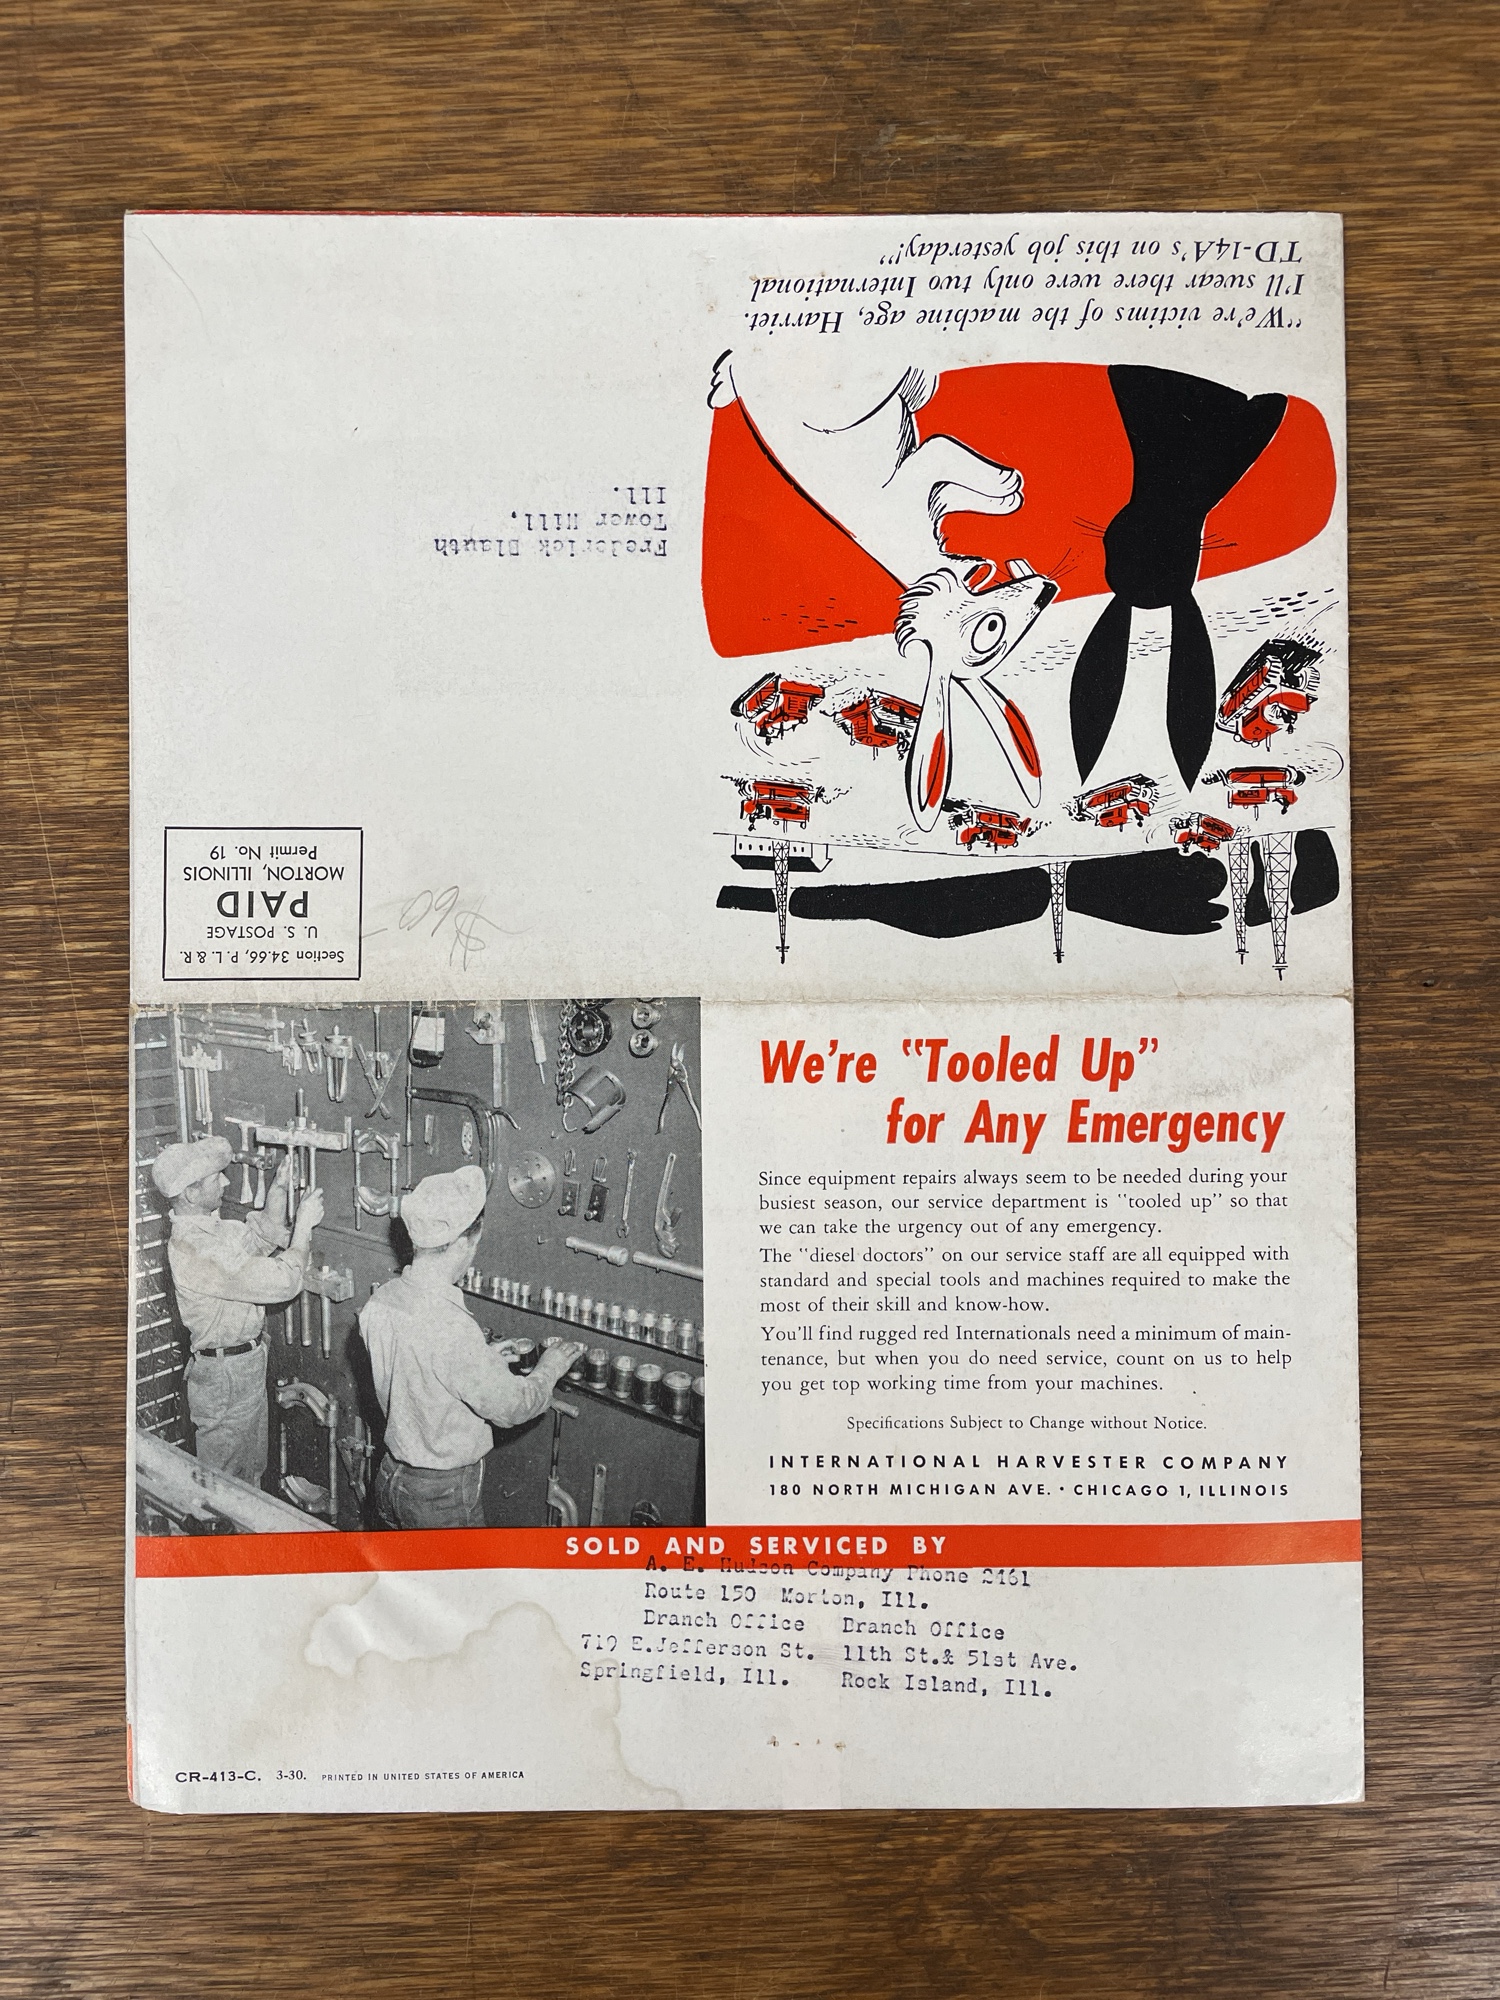 "We're victims of the machine age, Harriet.
I'll swear there were only two International
TD-14A's on this job yesterday!"
Frederick Blauth
Tower Hill,
Ill.
Section 34.66, P. L. & R.
U. S. POSTAGE
PAID
MORTON, ILLINOIS
Permit No. 19
$60-
We're "Tooled Up"
for Any Emergency
Since equipment repairs always seem to be needed during your
busiest season, our service department is "tooled up" so that
we can take the urgency out of any emergency.
The "diesel doctors" on our service staff are all equipped with
standard and special tools and machines required to make the
most of their skill and know-how.
You'll find rugged red Internationals need a minimum of main-
tenance, but when you do need service, count on us to help
you get top working time from your machines.
Specifications Subject to Change without Notice.
INTERNATIONAL HARVESTER COMPANY
180 NORTH MICHIGAN AVE. • CHICAGO 1, ILLINOIS
SOLD AND SERVICED BY
A. E. Hudson Company Phone 2461
Route 150 Morton, Ill.
Branch Office Branch Office
719 E.Jefferson St. 11th St.& 51st Ave.
Springfield, Ill. Rock Island, Ill.
CR-413-C. 3-30. PRINTED IN UNITED STATES OF AMERICA